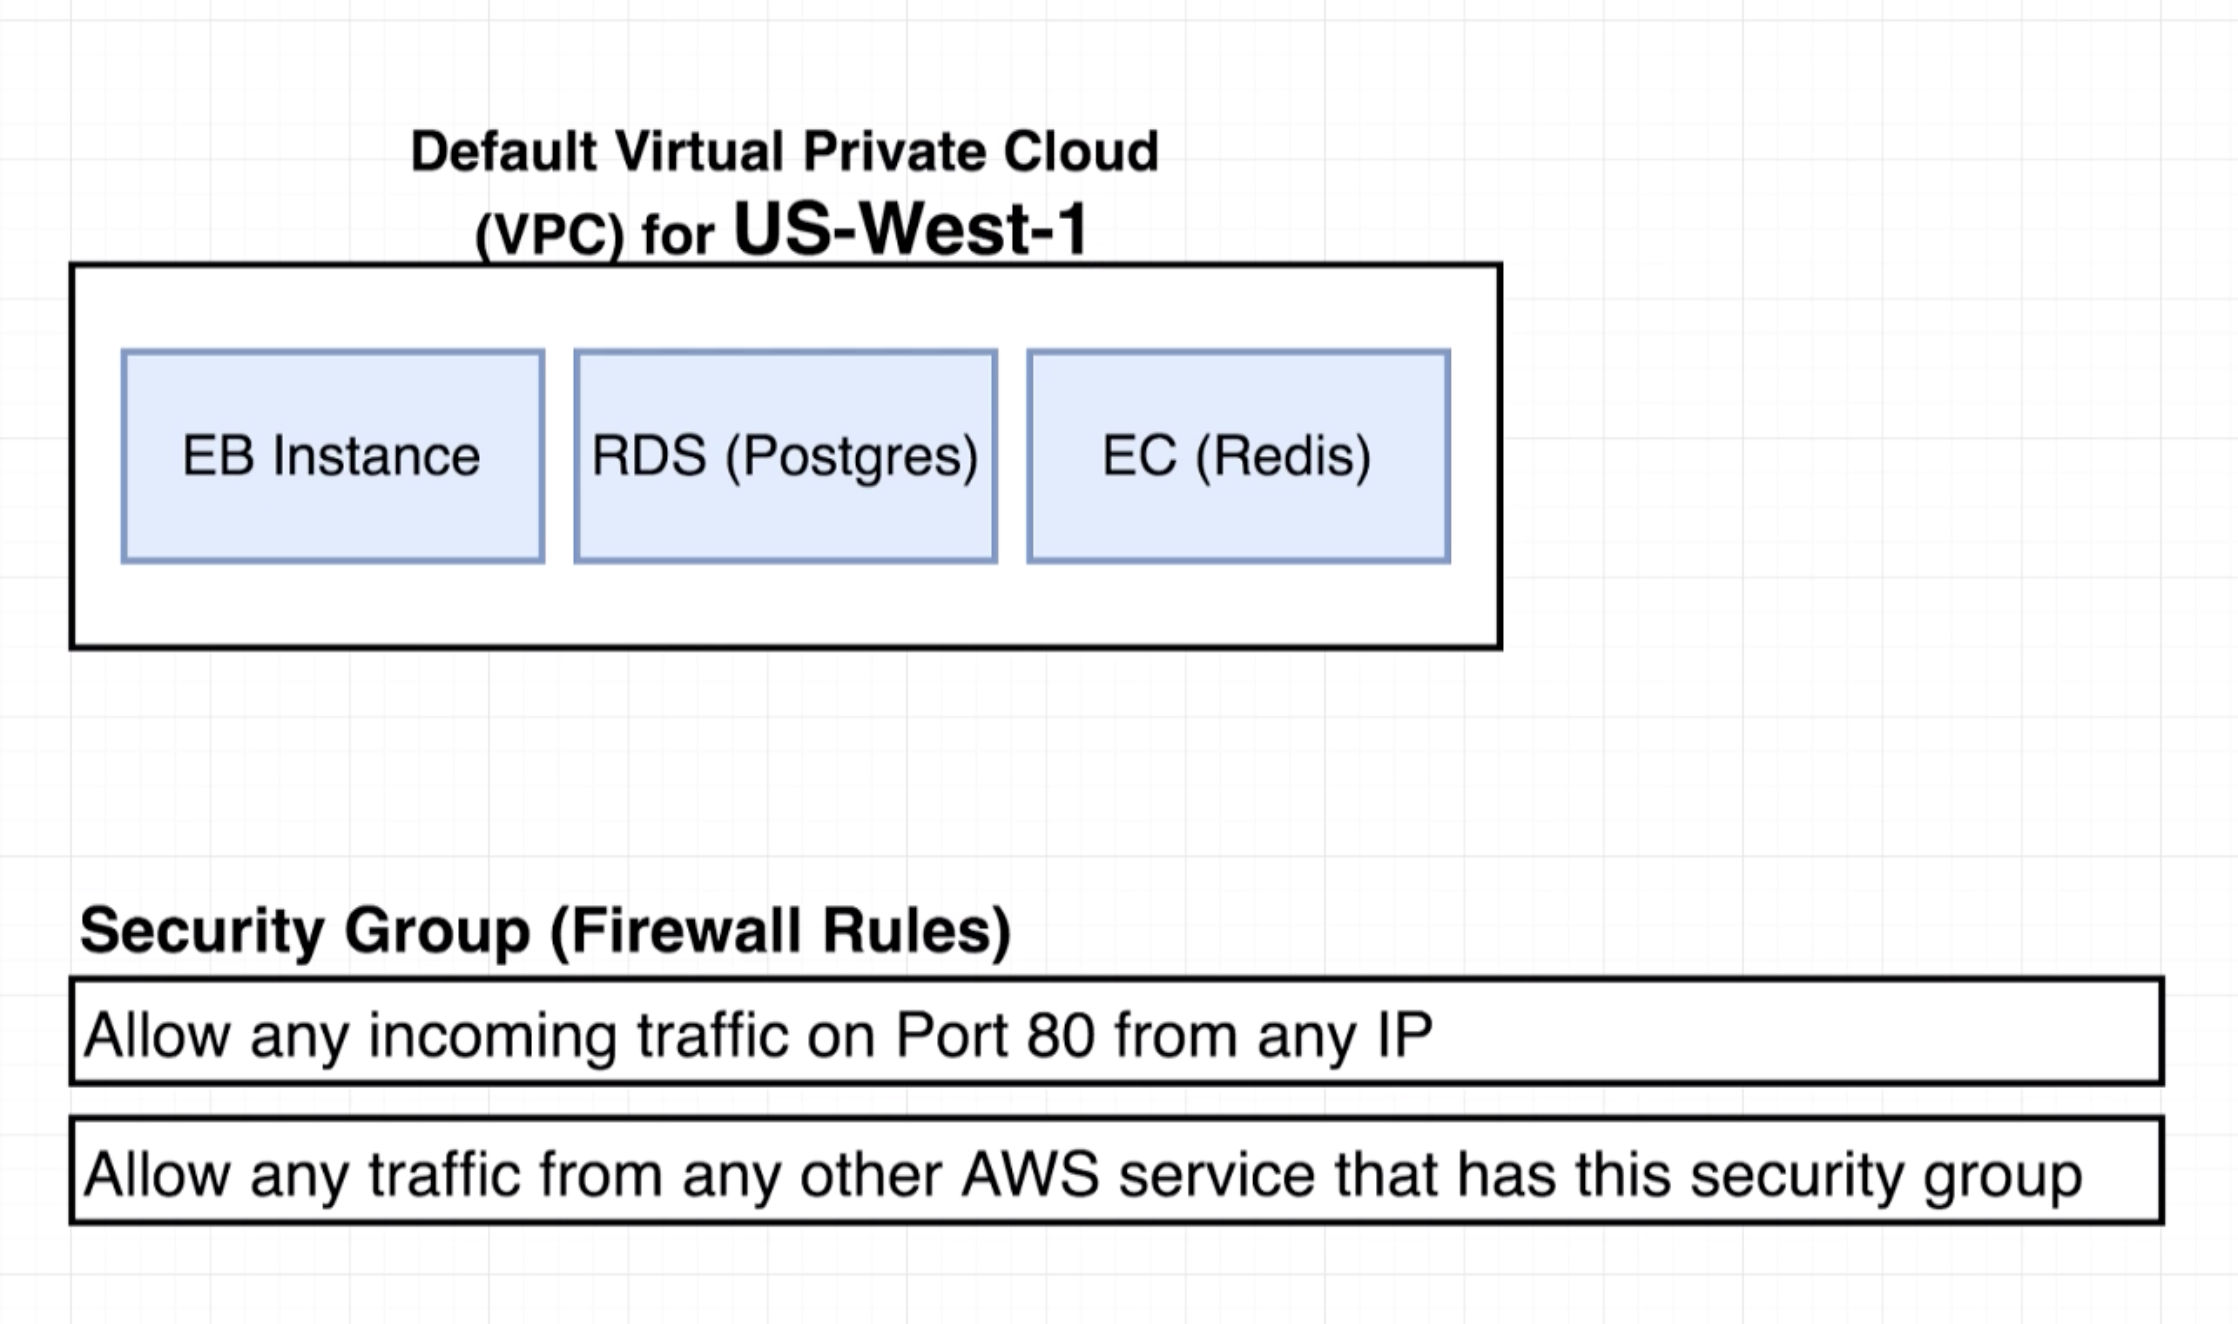 Default Virtual Private Cloud
(VPC) for US-West-1
EB Instance
RDS (Postgres)
EC (Redis)
Security Group (Firewall Rules)
Allow any incoming traffic on Port 80 from any IP
Allow any traffic from any other AWS service that has this security group